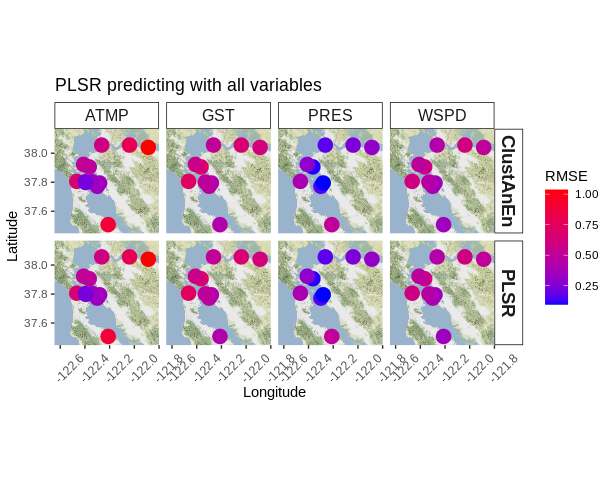 PLSR predicting with all variables
ATMP GST PRES WSPD
ClustAnEn
PLSR
38.0
37.8
37.6
38.0
37.8
37.6
Latitude
-122.6 -122.4 -122.2 -122.0 -121.8 -122.6 -122.4 -122.2 -122.0 -121.8 -122.6 -122.4 -122.2 -122.0 -121.8 -122.6 -122.4 -122.2 -122.0 -121.8
Longitude
RMSE
1.00
0.75
0.50
0.25